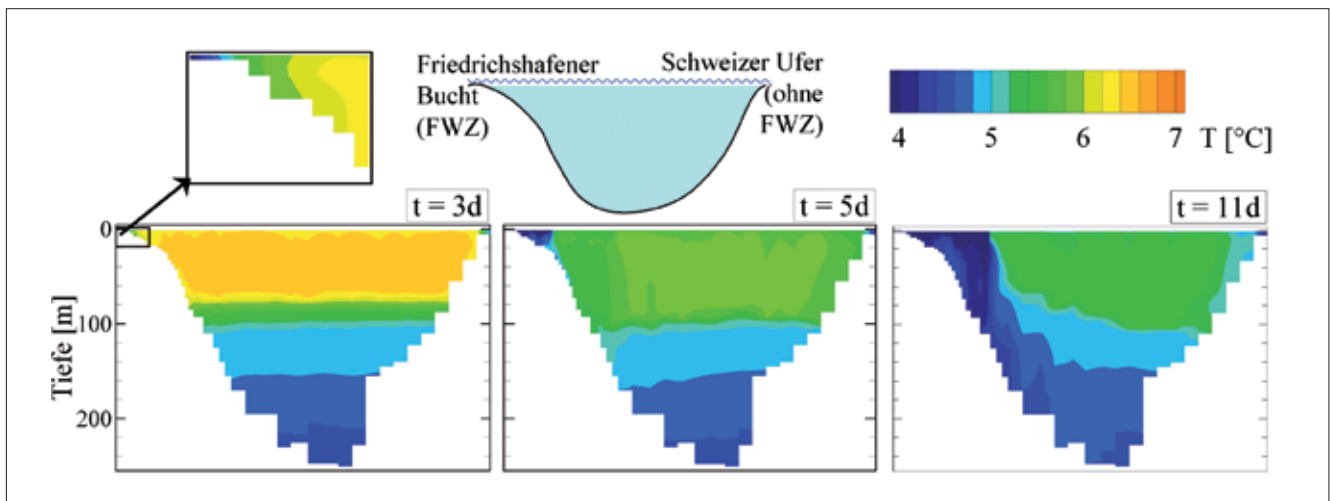 Friedrichshafener
Bucht
(FWZ)
Schweizer Ufer
(ohne
FWZ)
4 5 6 7 T [°C]
t = 3d
t = 5d
t = 11d
0
100
200
Tiefe [m]